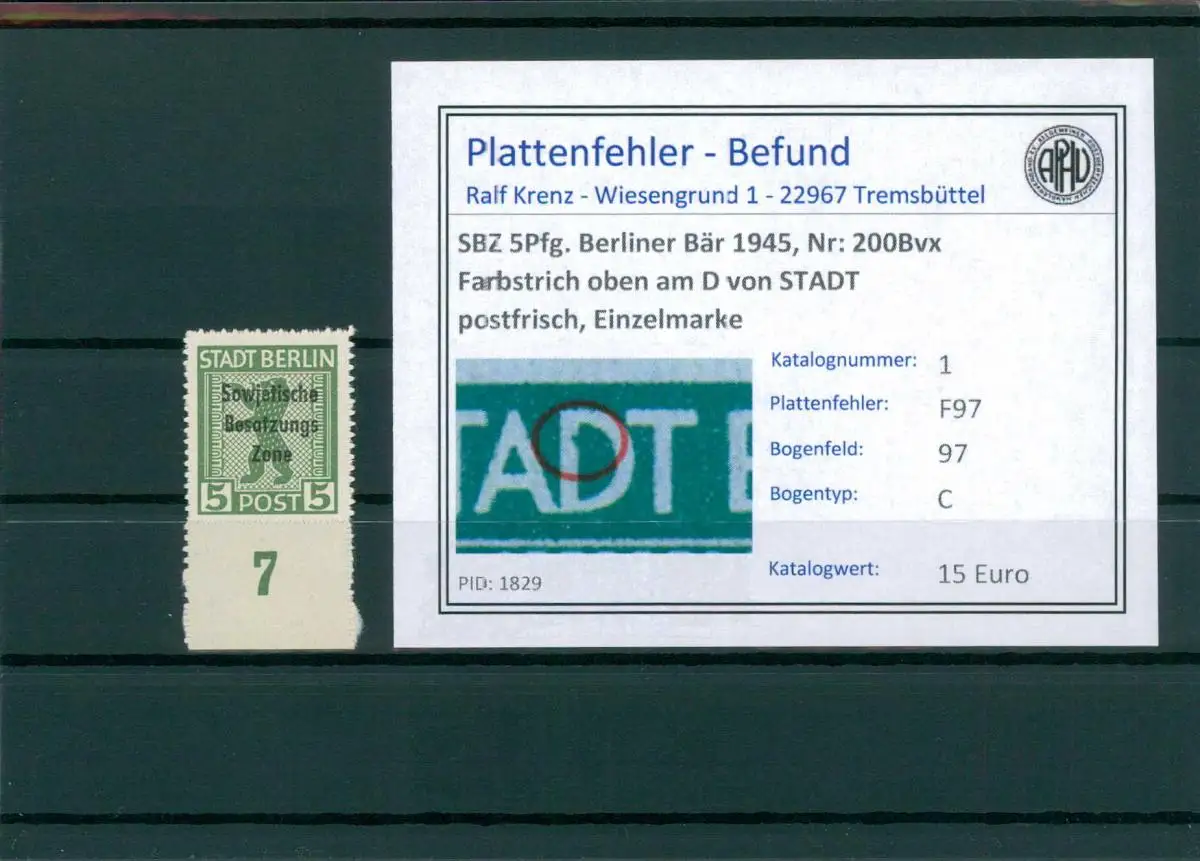 STADT BERLIN
Sowjetische
Besatzungs
Zone
5 POST 5
7
Plattenfehler - Befund
Ralf Krenz - Wiesengrund 1 - 22967 Tremsbüttel
APHV
SBZ 5Pfg. Berliner Bär 1945, Nr: 200Bvx
Farbstrich oben am D von STADT
postfrisch, Einzelmarke
TADT B
Katalognummer: 1
Plattenfehler: F97
Bogenfeld: 97
Bogentyp: C
Katalogwert: 15 Euro
PID: 1829